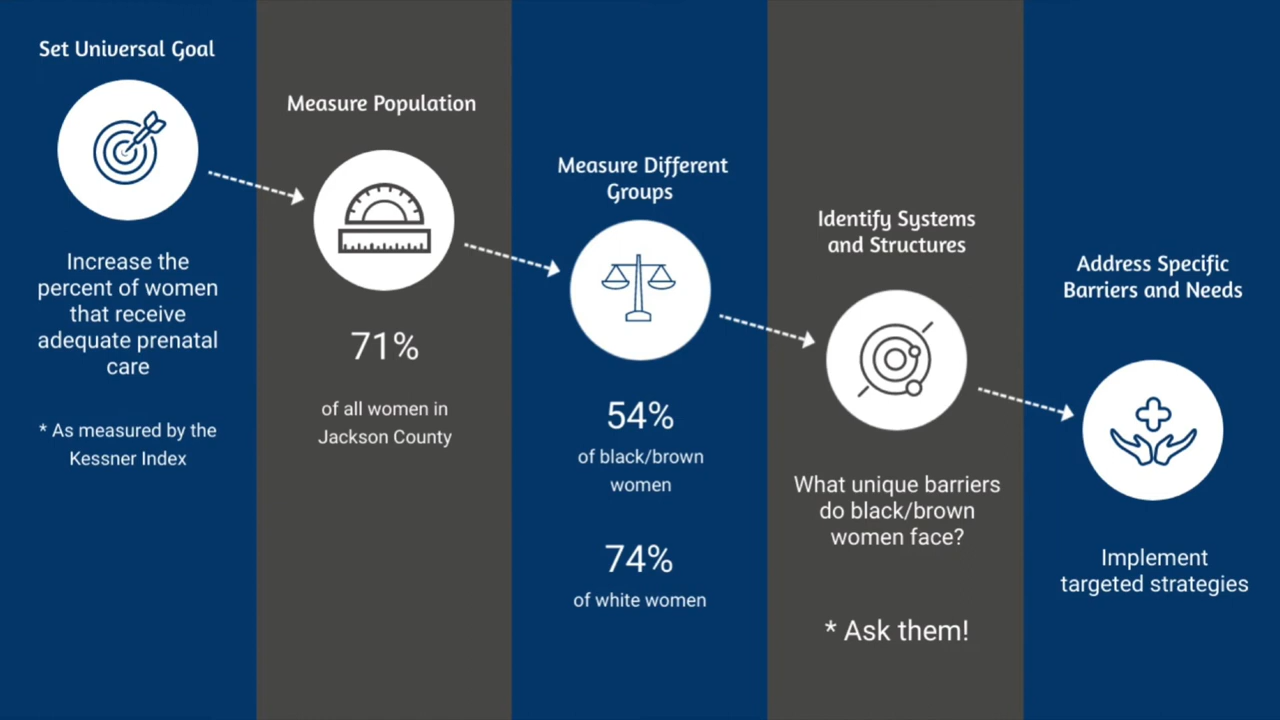 Set Universal Goal
Increase the
percent of women
that receive
adequate prenatal
care
* As measured by the
Kessner Index
Measure Population
71%
of all women in
Jackson County
Measure Different
Groups
54%
of black/brown
women
74%
of white women
Identify Systems
and Structures
What unique barriers
do black/brown
women face?
* Ask them!
Address Specific
Barriers and Needs
Implement
targeted strategies